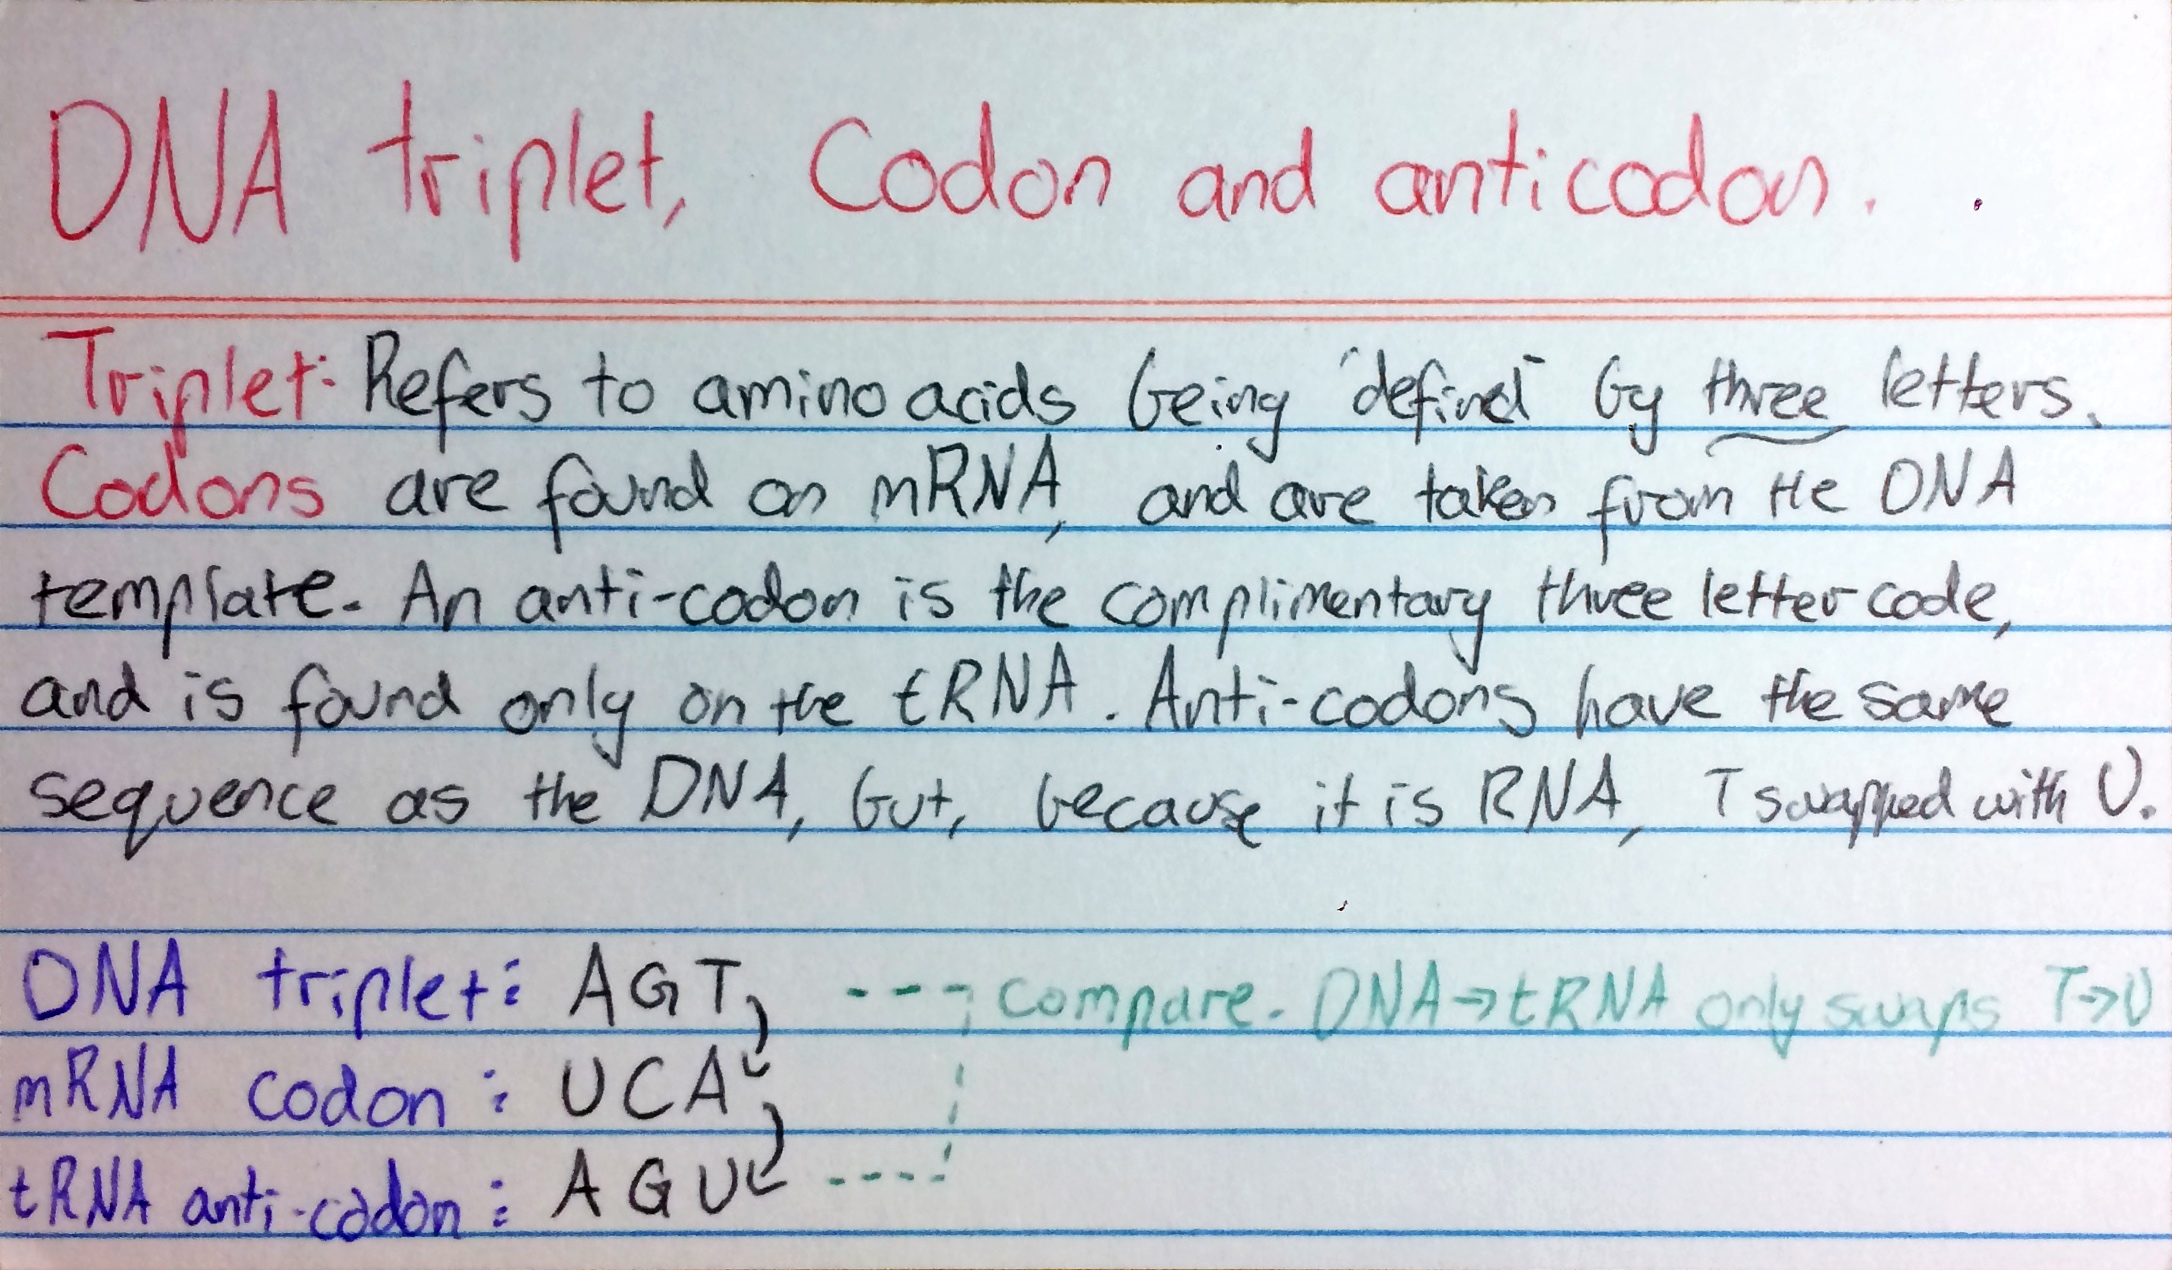 DNA triplet, Codon and anticodon.
Triplet: Refers to amino acids being "defined" by three letters.
Codons are found on mRNA, and are taken from the DNA
template. An anti-codon is the complimentary three letter code,
and is found only on the tRNA. Anti-codons have the same
sequence as the DNA, but, because it is RNA, T swapped with U.
DNA triplet: AGT --- compare. DNA→tRNA only swaps T→U
mRNA codon: UCA
tRNA anti-codon: AGU